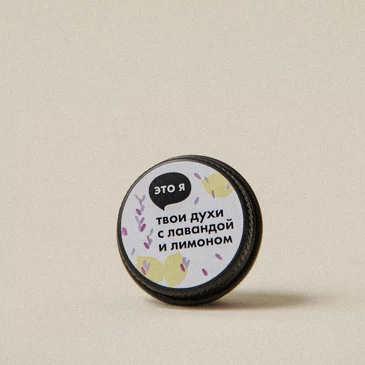 ЭТО Я
ТВОИ ДУХИ
С ЛАВАНДОЙ
И ЛИМОНОМ